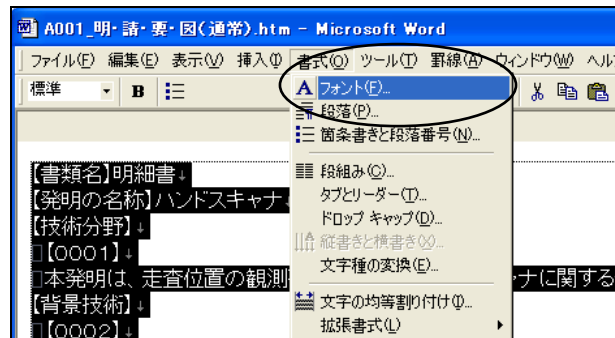 A001_明・請・要・図(通常).htm - Microsoft Word
ファイル(F) 編集(E) 表示(V) 挿入(I) 書式(O) ツール(T) 罫線(A) ウィンドウ(W) ヘル
標準 B
フォント(F)...
段落(P)...
箇条書きと段落番号(N)...
段組み(C)...
タブとリーダー(T)...
ドロップ キャップ(D)...
縦書きと横書き(X)...
文字種の変換(E)...
文字の均等割り付け(I)...
拡張書式(L)
【書類名】明細書↓
【発明の名称】ハンドスキャナ
【技術分野】↓
【0001】↓
本発明は、走査位置の観測 ャナに関する
【背景技術】↓
【0002】↓